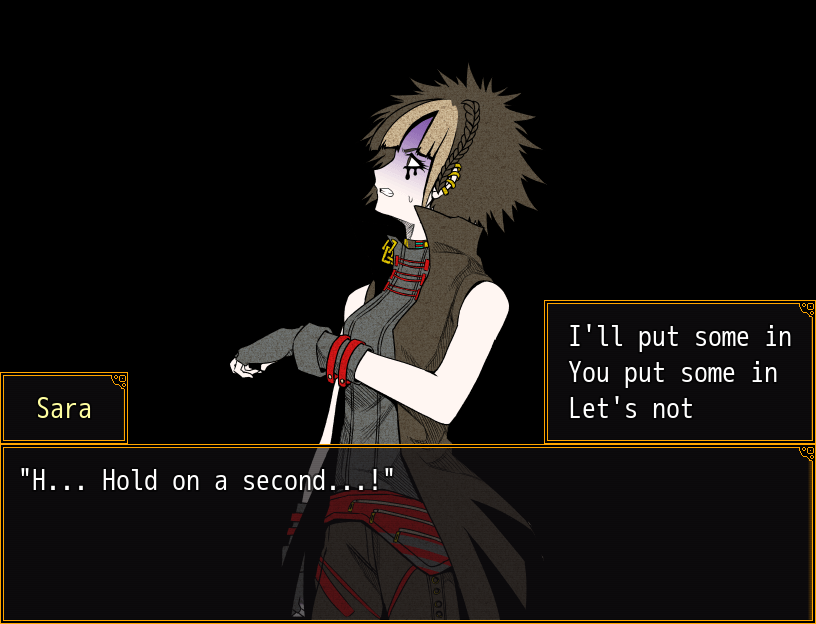 I'll put some in
You put some in
Let's not
Sara
"H... Hold on a second...!"